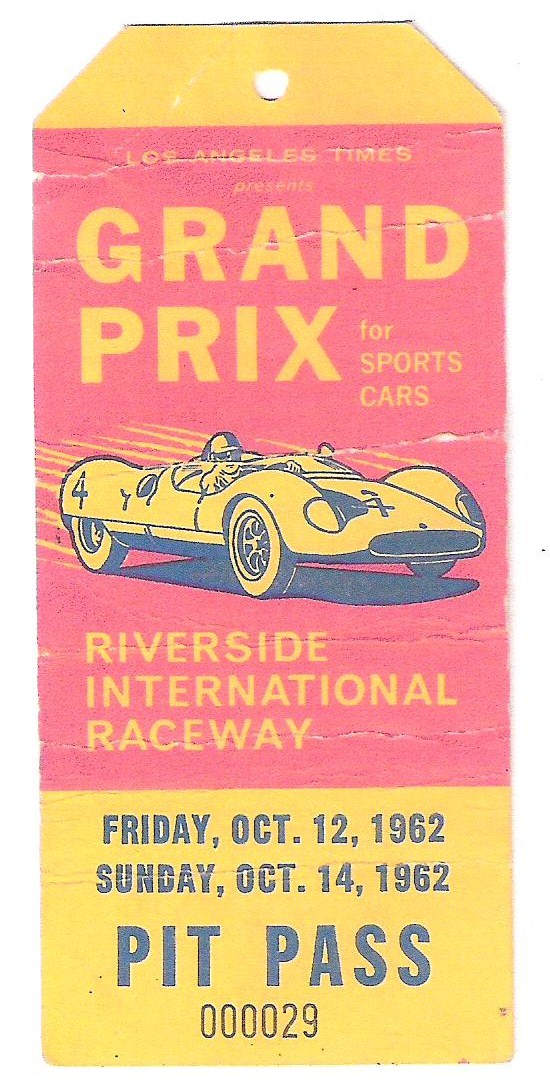 LOS ANGELES TIMES
presents
GRAND
PRIX
for
SPORTS
CARS
4
4
RIVERSIDE
INTERNATIONAL
RACEWAY
FRIDAY, OCT. 12, 1962
SUNDAY, OCT. 14, 1962
PIT PASS
000029